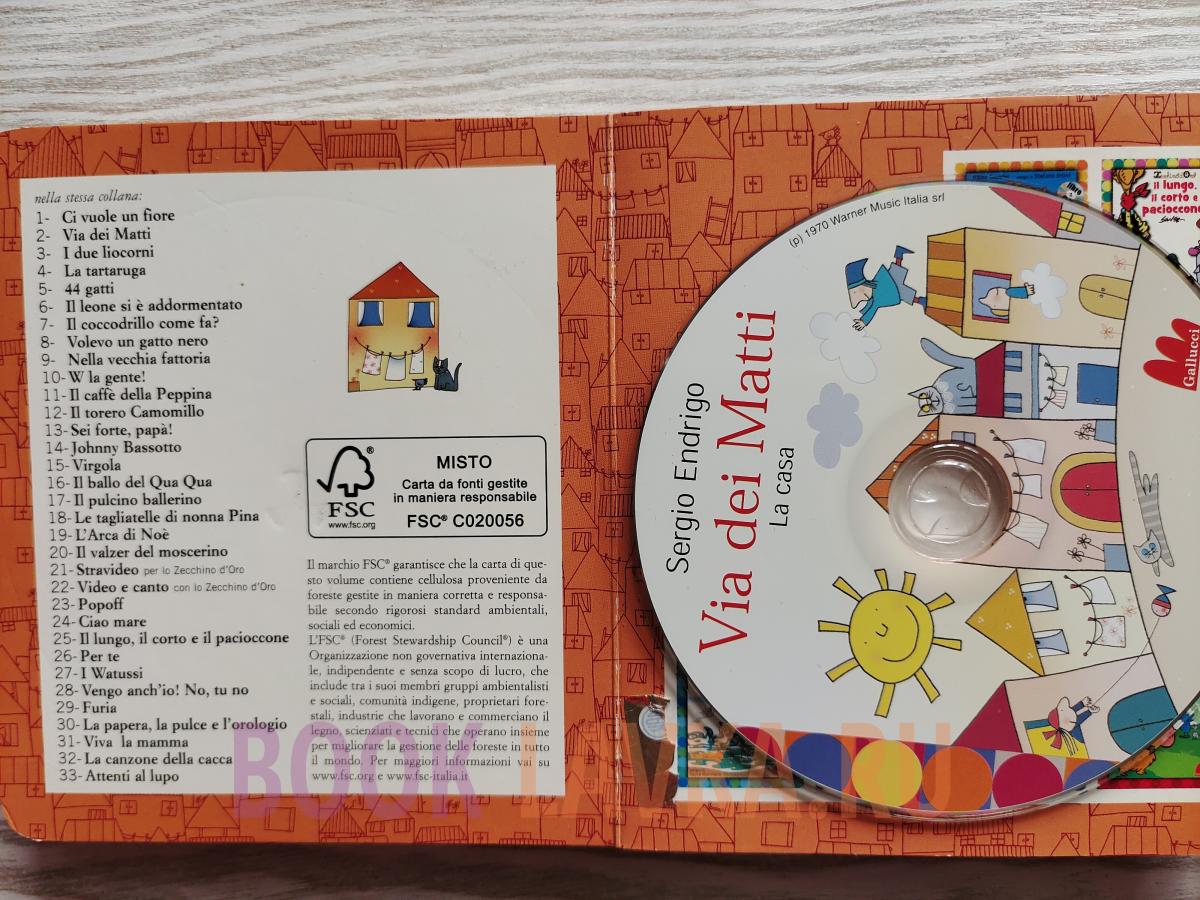 nella stessa collana:
1- Ci vuole un fiore
2- Via dei Matti
3- I due liocorni
4- La tartaruga
5- 44 gatti
6- Il leone si è addormentato
7- Il coccodrillo come fa?
8- Volevo un gatto nero
9- Nella vecchia fattoria
10- W la gente!
11- Il caffè della Peppina
12- Il torero Camomillo
13- Sei forte, papà!
14- Johnny Bassotto
15- Virgola
16- Il ballo del Qua Qua
17- Il pulcino ballerino
18- Le tagliatelle di nonna Pina
19- L'Arca di Noè
20- Il valzer del moscerino
21- Stravideo per lo Zecchino d'Oro
22- Video e canto con lo Zecchino d'Oro
23- Popoff
24- Ciao mare
25- Il lungo, il corto e il pacioccone
26- Per te
27- I Watussi
28- Vengo anch'io! No, tu no
29- Furia
30- La papera, la pulce e l'orologio
31- Viva la mamma
32- La canzone della cacca
33- Attenti al lupo
FSC®
www.fsc.org
MISTO
Carta da fonti gestite
in maniera responsabile
FSC® C020056
Il marchio FSC® garantisce che la carta di que-
sto volume contiene cellulosa proveniente da
foreste gestite in maniera corretta e responsa-
bile secondo rigorosi standard ambientali,
sociali ed economici.
L'FSC® (Forest Stewardship Council®) è una
Organizzazione non governativa internaziona-
le, indipendente e senza scopo di lucro, che
include tra i suoi membri gruppi ambientalisti
e sociali, comunità indigene, proprietari fore-
stali, industrie che lavorano e commerciano il
legno, scienziati e tecnici che operano insieme
per migliorare la gestione delle foreste in tutto
il mondo. Per maggiori informazioni vai su
www.fsc.org e www.fsc-italia.it
(p) 1970 Warner Music Italia srl
Sergio Endrigo
Via dei Matti
La casa
Gallucci
il lungo,
il corto e
pacioccone
BOOK LAVKA.RU